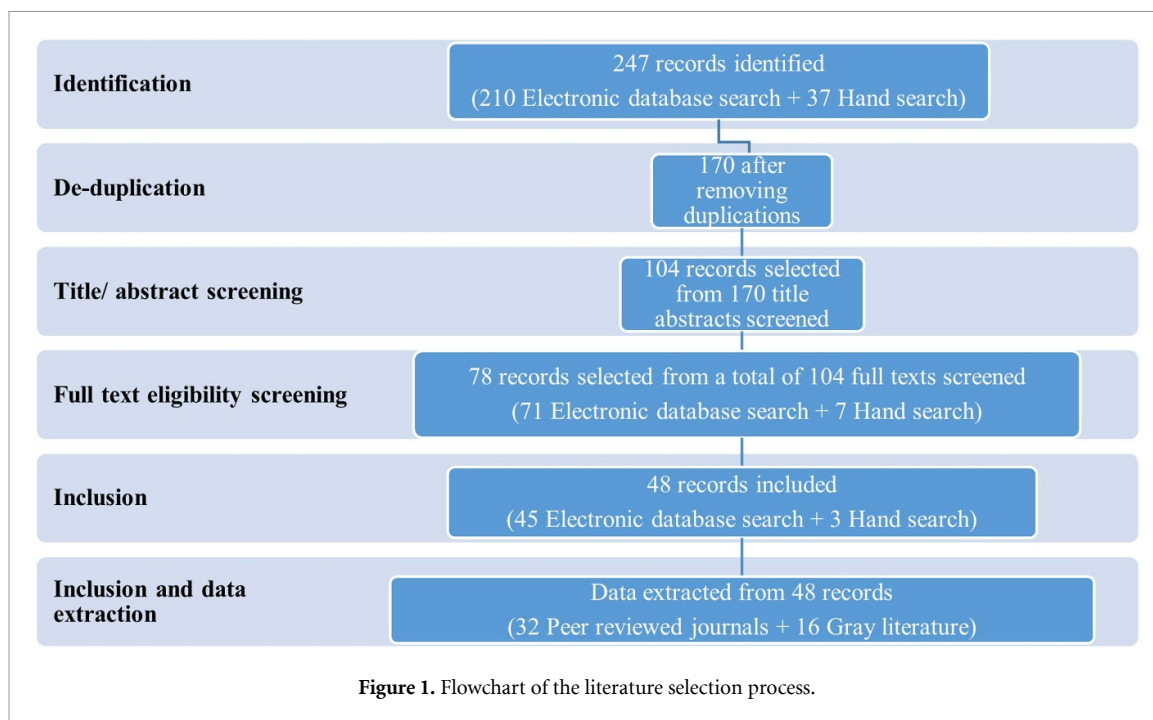 Identification
247 records identified
(210 Electronic database search + 37 Hand search)
De-duplication
170 after
removing
duplications
Title/ abstract screening
104 records selected
from 170 title
abstracts screened
Full text eligibility screening
78 records selected from a total of 104 full texts screened
(71 Electronic database search + 7 Hand search)
Inclusion
48 records included
(45 Electronic database search + 3 Hand search)
Inclusion and data
extraction
Data extracted from 48 records
(32 Peer reviewed journals + 16 Gray literature)
Figure 1. Flowchart of the literature selection process.